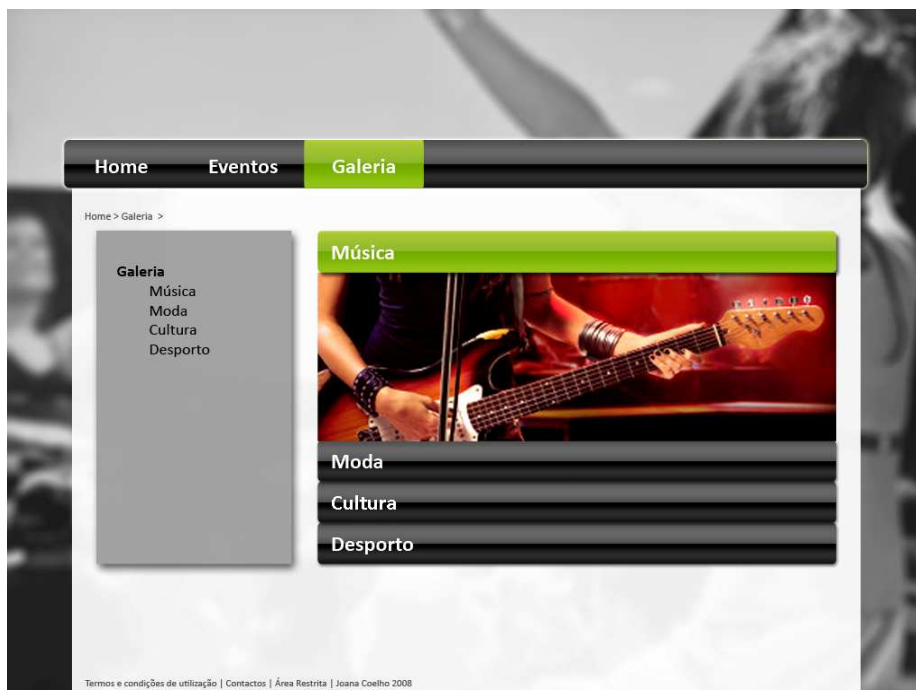 Home Eventos Galeria
Home > Galeria >
Galeria
Música
Moda
Cultura
Desporto
Música
Moda
Cultura
Desporto
Termos e condições de utilização | Contactos | Área Restrita | Joana Coelho 2008